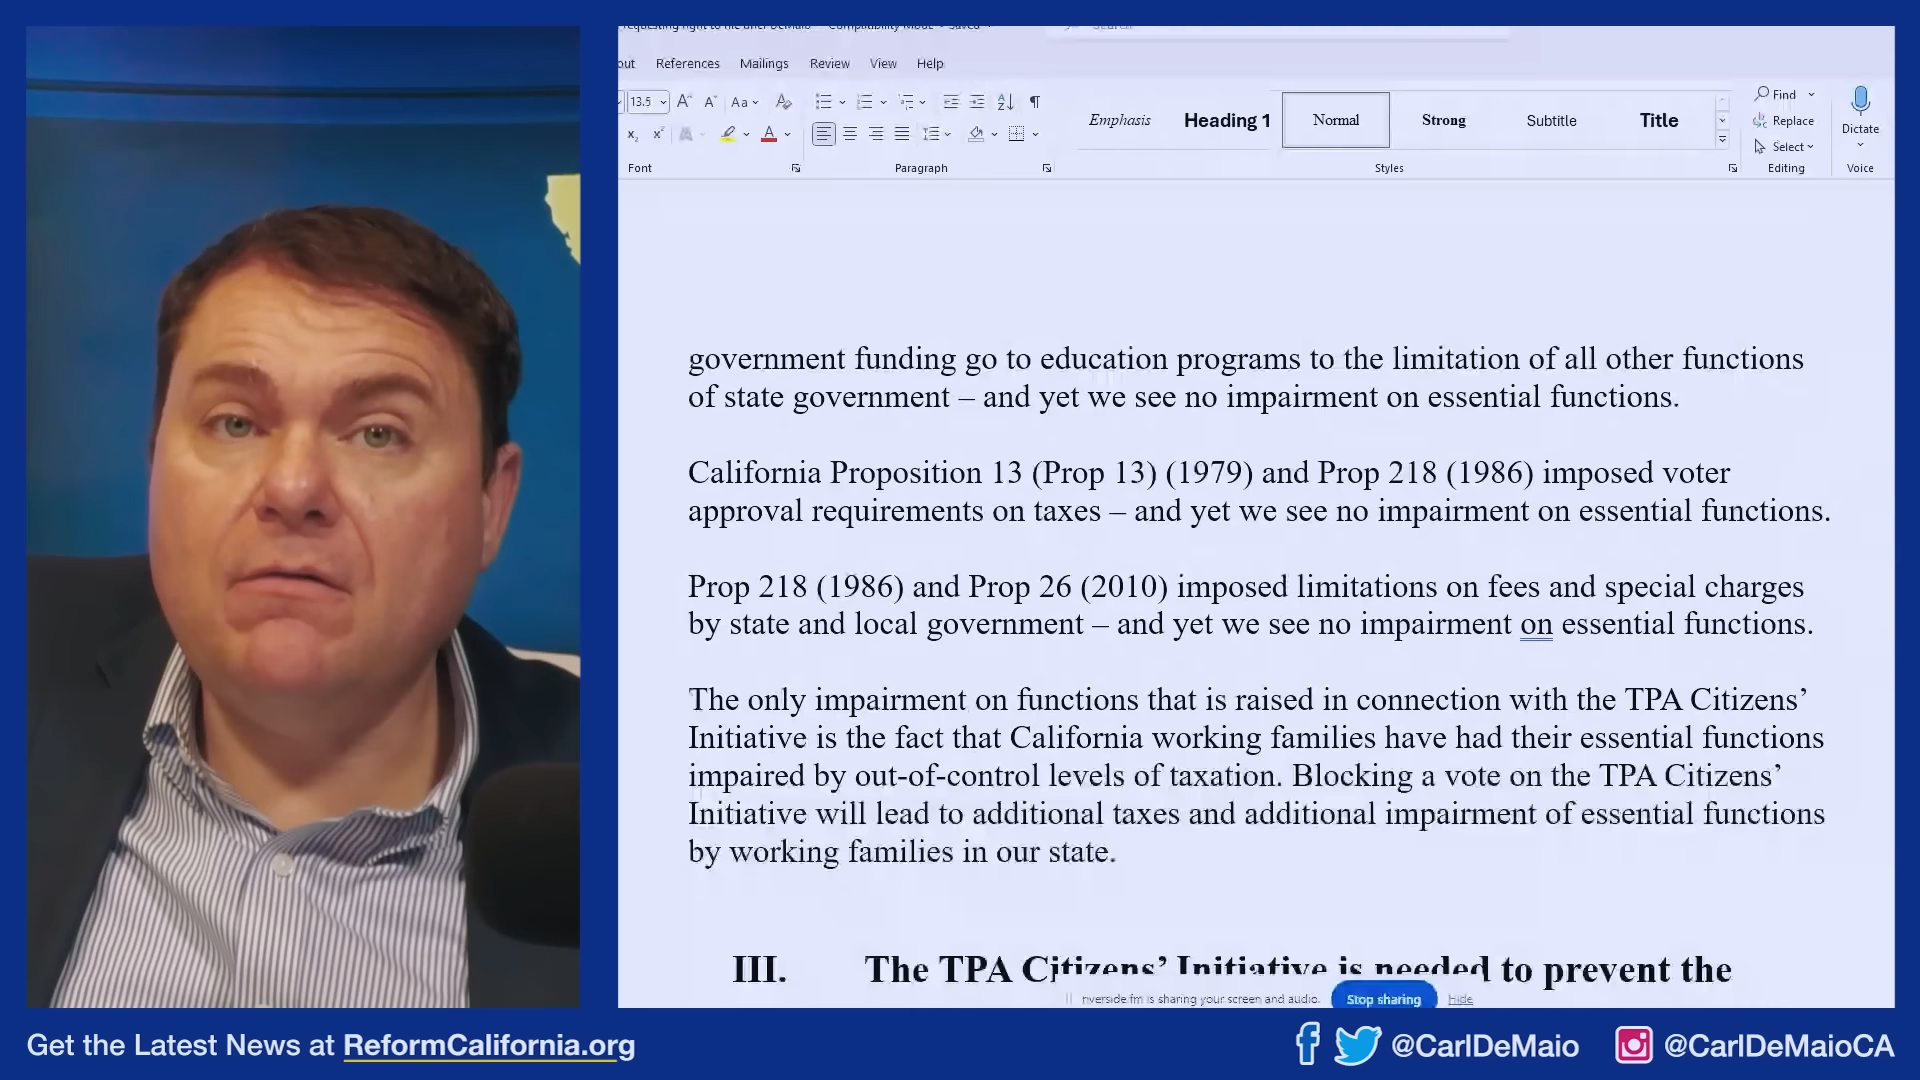 Compatibility Mode
Saved
Search
out References Mailings Review View Help
13.5 Aa
Find
Replace
Select
Dictate
Emphasis Heading 1 Normal Strong Subtitle Title
Font Paragraph Styles Editing Voice
government funding go to education programs to the limitation of all other functions
of state government – and yet we see no impairment on essential functions.
California Proposition 13 (Prop 13) (1979) and Prop 218 (1986) imposed voter
approval requirements on taxes – and yet we see no impairment on essential functions.
Prop 218 (1986) and Prop 26 (2010) imposed limitations on fees and special charges
by state and local government – and yet we see no impairment on essential functions.
The only impairment on functions that is raised in connection with the TPA Citizens’
Initiative is the fact that California working families have had their essential functions
impaired by out-of-control levels of taxation. Blocking a vote on the TPA Citizens’
Initiative will lead to additional taxes and additional impairment of essential functions
by working families in our state.
III. The TPA Citizens’ Initiative is needed to prevent the
riverside.fm is sharing your screen and audio. Stop sharing Hide
Get the Latest News at ReformCalifornia.org
@CarlDeMaio
@CarlDeMaioCA